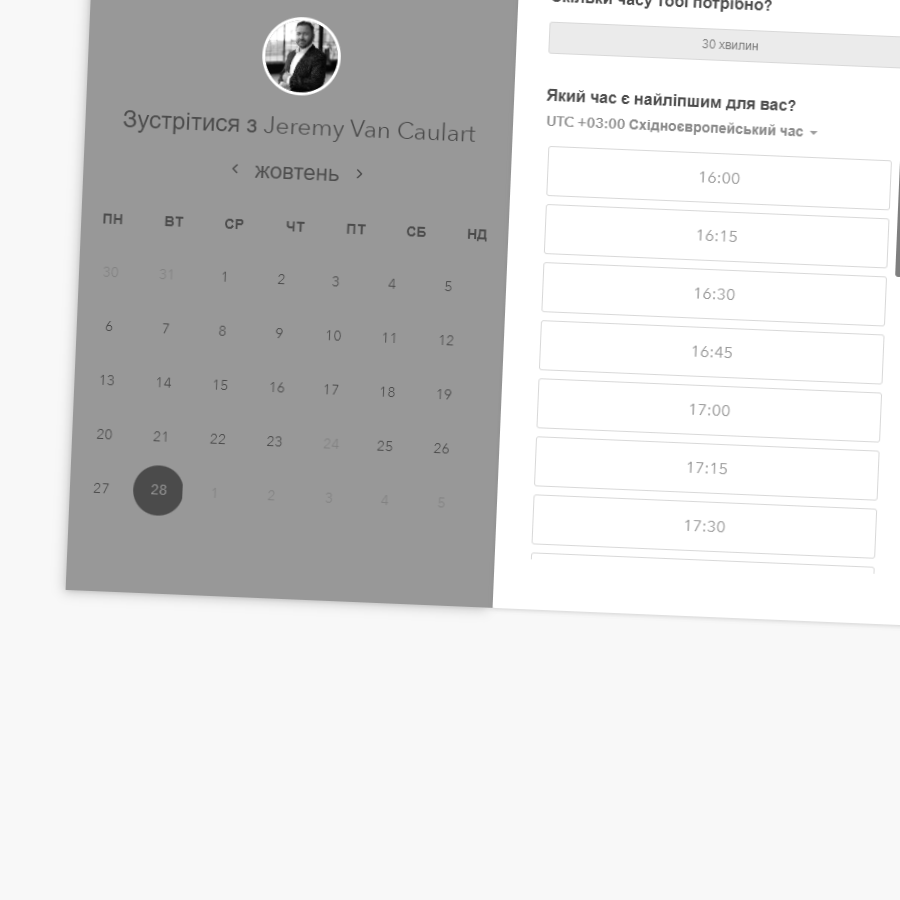 Зустрітися з Jeremy Van Caulart
жовтень
ПН ВТ СР ЧТ ПТ СБ НД
30 31 1 2 3 4 5
6 7 8 9 10 11 12
13 14 15 16 17 18 19
20 21 22 23 24 25 26
27 28 1 2 3 4 5
Скільки часу тобі потрібно?
30 хвилин
Який час є найліпшим для вас?
UTC +03:00 Східноєвропейський час
16:00
16:15
16:30
16:45
17:00
17:15
17:30